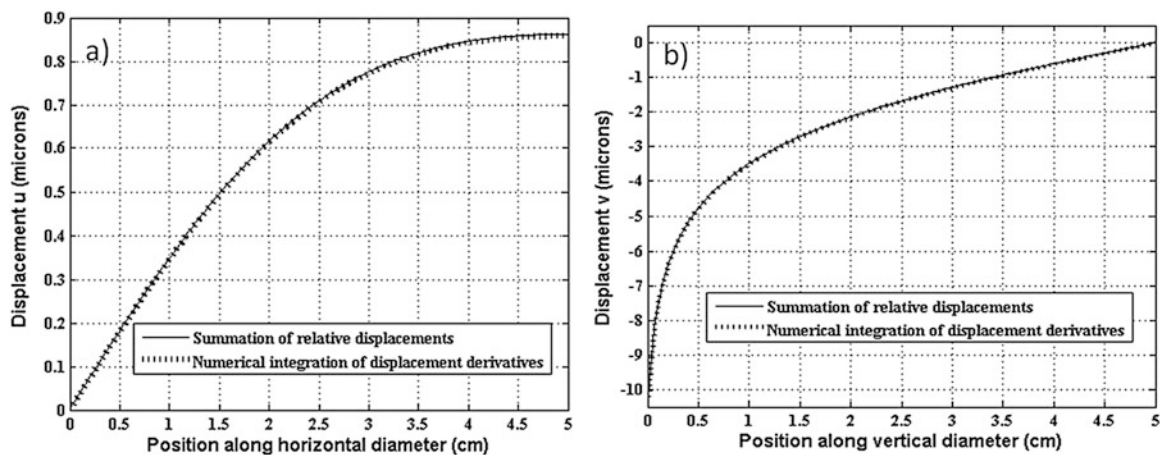 a)
Displacement u (microns)
0.9
0.8
0.7
0.6
0.5
0.4
0.3
0.2
0.1
0
Summation of relative displacements
Numerical integration of displacement derivatives
0 0.5 1 1.5 2 2.5 3 3.5 4 4.5 5
Position along horizontal diameter (cm)
b)
Displacement v (microns)
0
-1
-2
-3
-4
-5
-6
-7
-8
-9
-10
Summation of relative displacements
Numerical integration of displacement derivatives
0 0.5 1 1.5 2 2.5 3 3.5 4 4.5 5
Position along vertical diameter (cm)